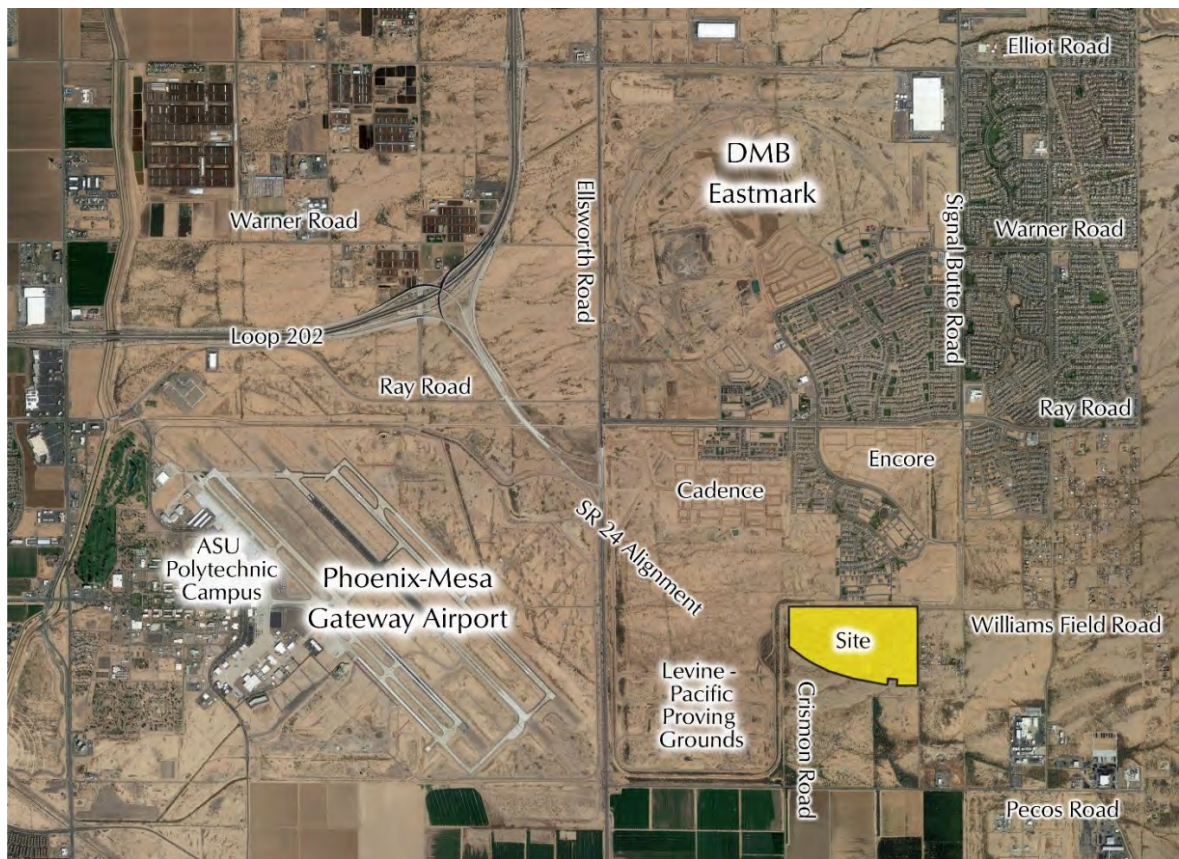 Elliot Road
DMB
Eastmark
Ellsworth Road
Signal Butte Road
Warner Road
Warner Road
Loop 202
Ray Road
Ray Road
Encore
Cadence
SR 24 Alignment
ASU
Polytechnic
Campus
Phoenix-Mesa
Gateway Airport
Site
Williams Field Road
Levine -
Pacific
Proving
Grounds
Crismon Road
Pecos Road